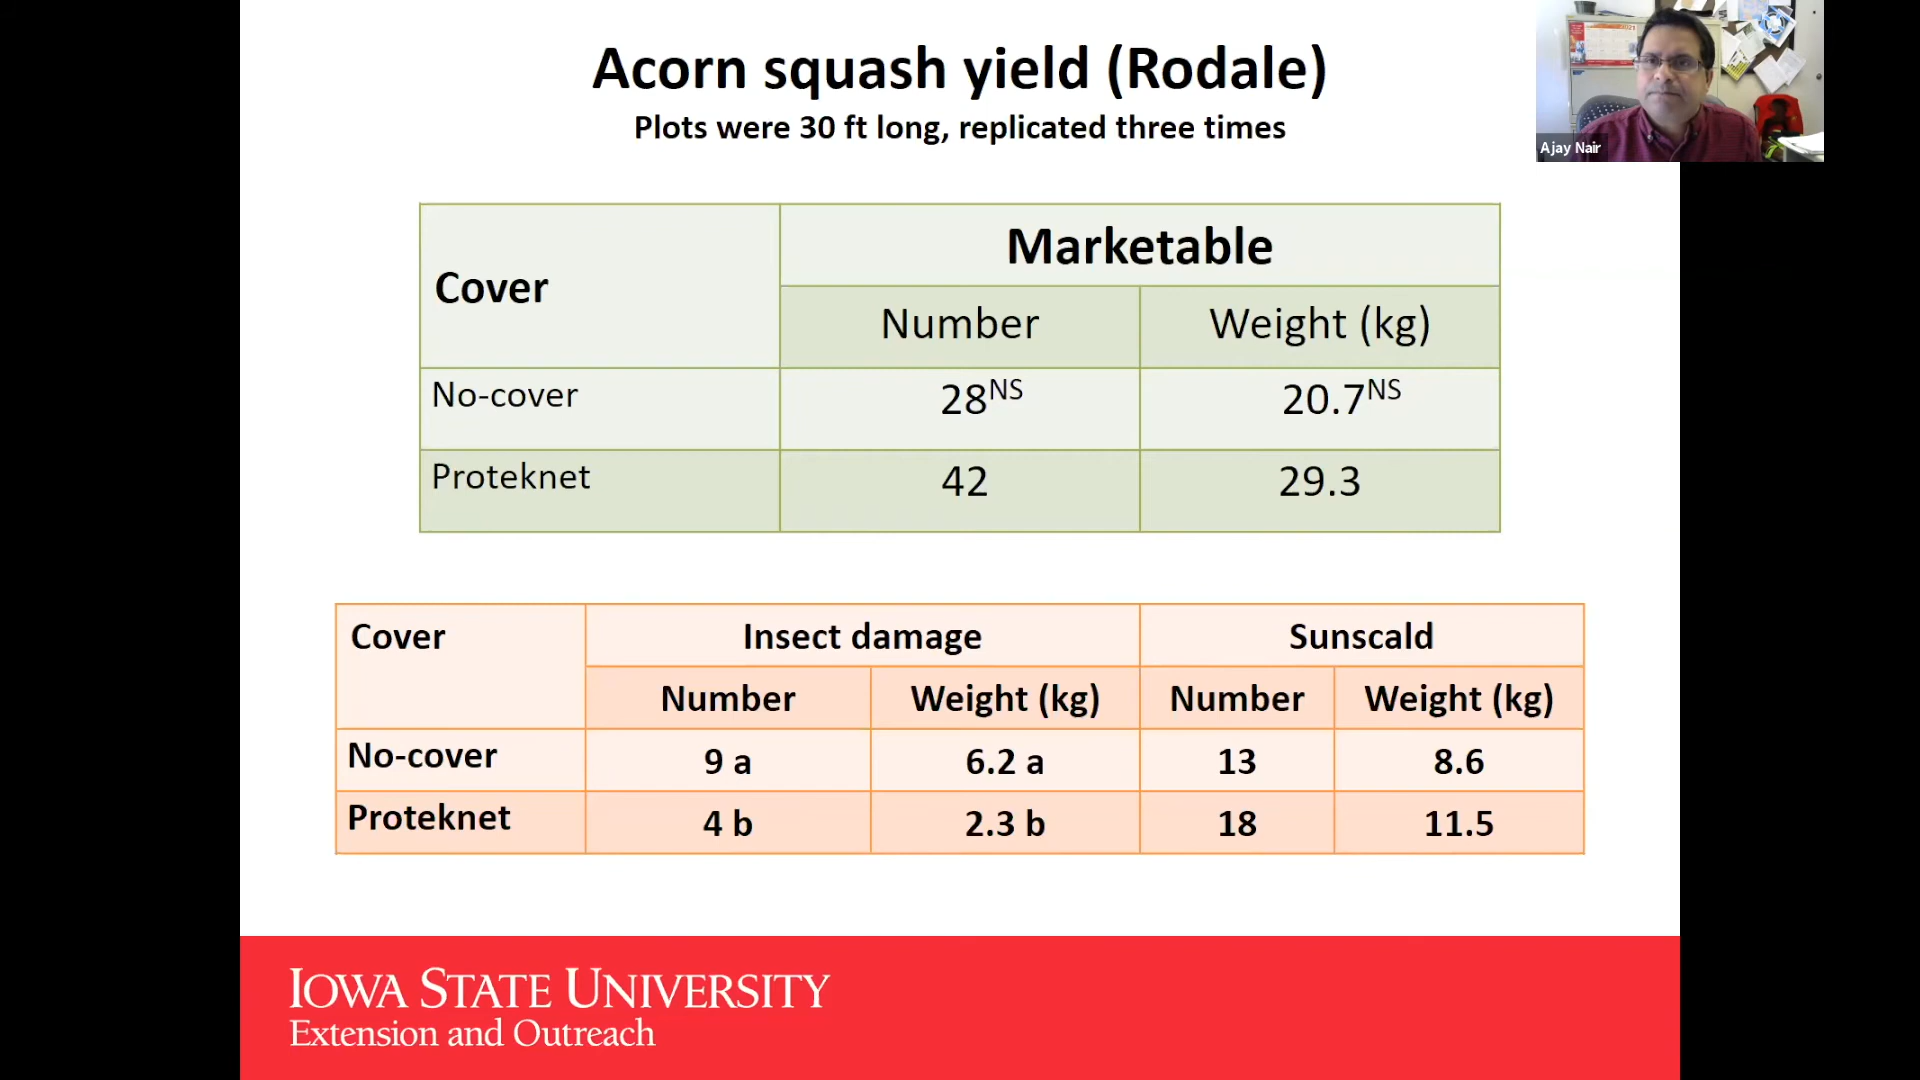 Acorn squash yield (Rodale)
Plots were 30 ft long, replicated three times
Ajay Nair
Cover
Marketable
Number Weight (kg)
No-cover 28NS 20.7NS
Proteknet 42 29.3
Cover Insect damage Sunscald
Number Weight (kg) Number Weight (kg)
No-cover 9 a 6.2 a 13 8.6
Proteknet 4 b 2.3 b 18 11.5
IOWA STATE UNIVERSITY
Extension and Outreach